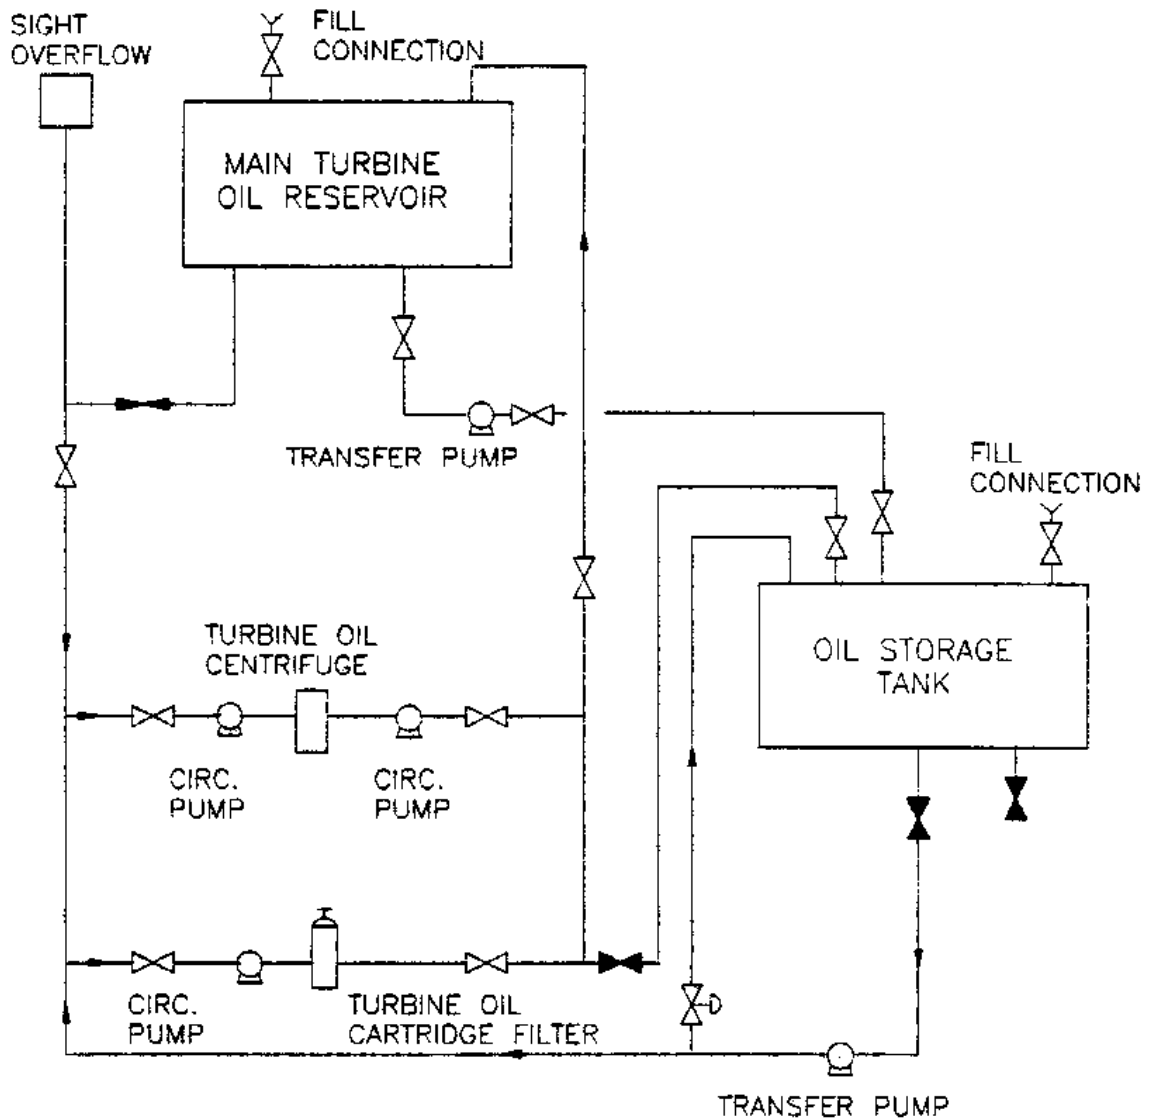 SIGHT
OVERFLOW
FILL
CONNECTION
MAIN TURBINE
OIL RESERVOIR
TRANSFER PUMP
FILL
CONNECTION
TURBINE OIL
CENTRIFUGE
OIL STORAGE
TANK
CIRC.
PUMP
CIRC.
PUMP
CIRC.
PUMP
TURBINE OIL
CARTRIDGE FILTER
TRANSFER PUMP